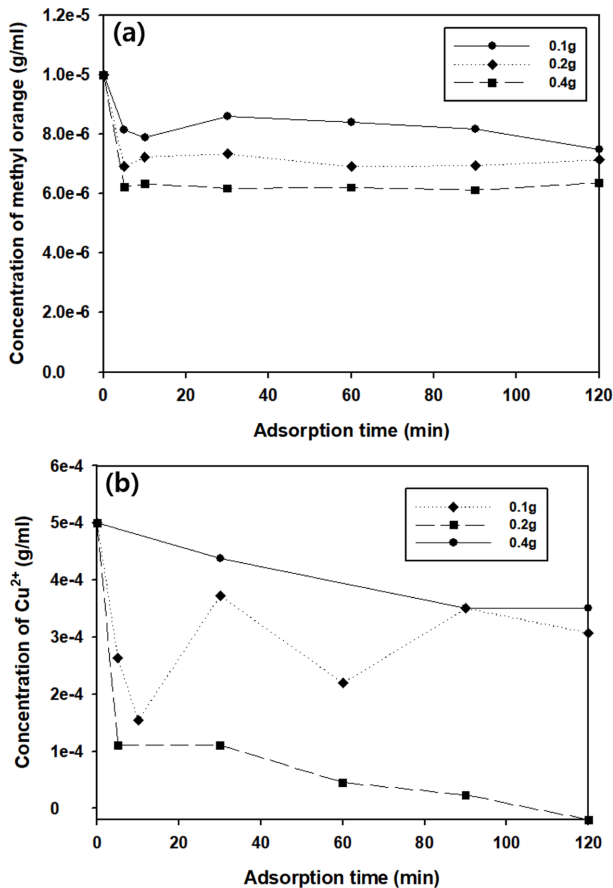 (a)
0.1g
0.2g
0.4g
1.2e-5
1.0e-5
8.0e-6
6.0e-6
4.0e-6
2.0e-6
0.0
Concentration of methyl orange (g/ml)
0 20 40 60 80 100 120
Adsorption time (min)
(b)
0.1g
0.2g
0.4g
6e-4
5e-4
4e-4
3e-4
2e-4
1e-4
0
Concentration of Cu²⁺ (g/ml)
0 20 40 60 80 100 120
Adsorption time (min)